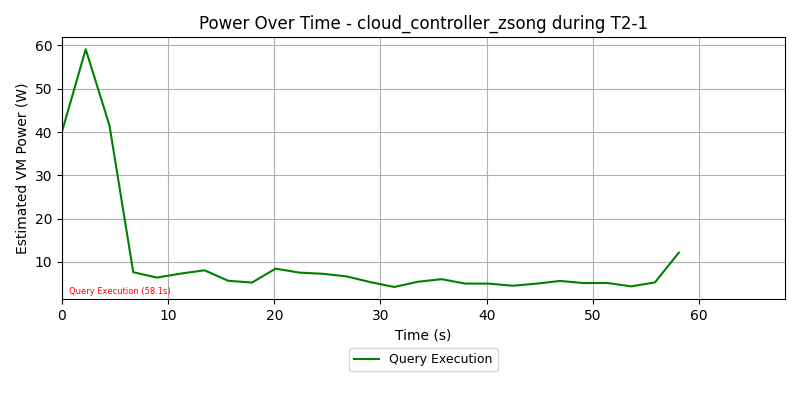 Power Over Time - cloud_controller_zsong during T2-1
Estimated VM Power (W)
60
50
40
30
20
10
Query Execution (58.1s)
0 10 20 30 40 50 60
Time (s)
Query Execution